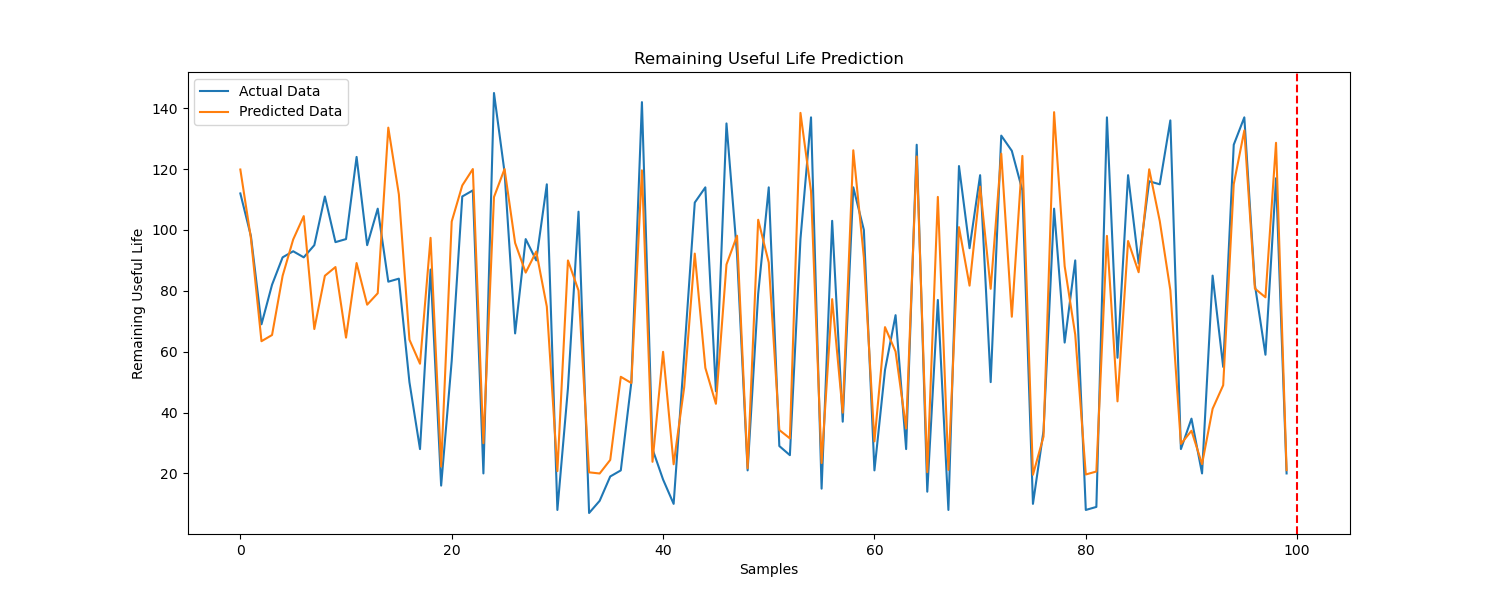 Remaining Useful Life Prediction
Actual Data
Predicted Data
Remaining Useful Life
140
120
100
80
60
40
20
0
20
40
60
80
100
Samples